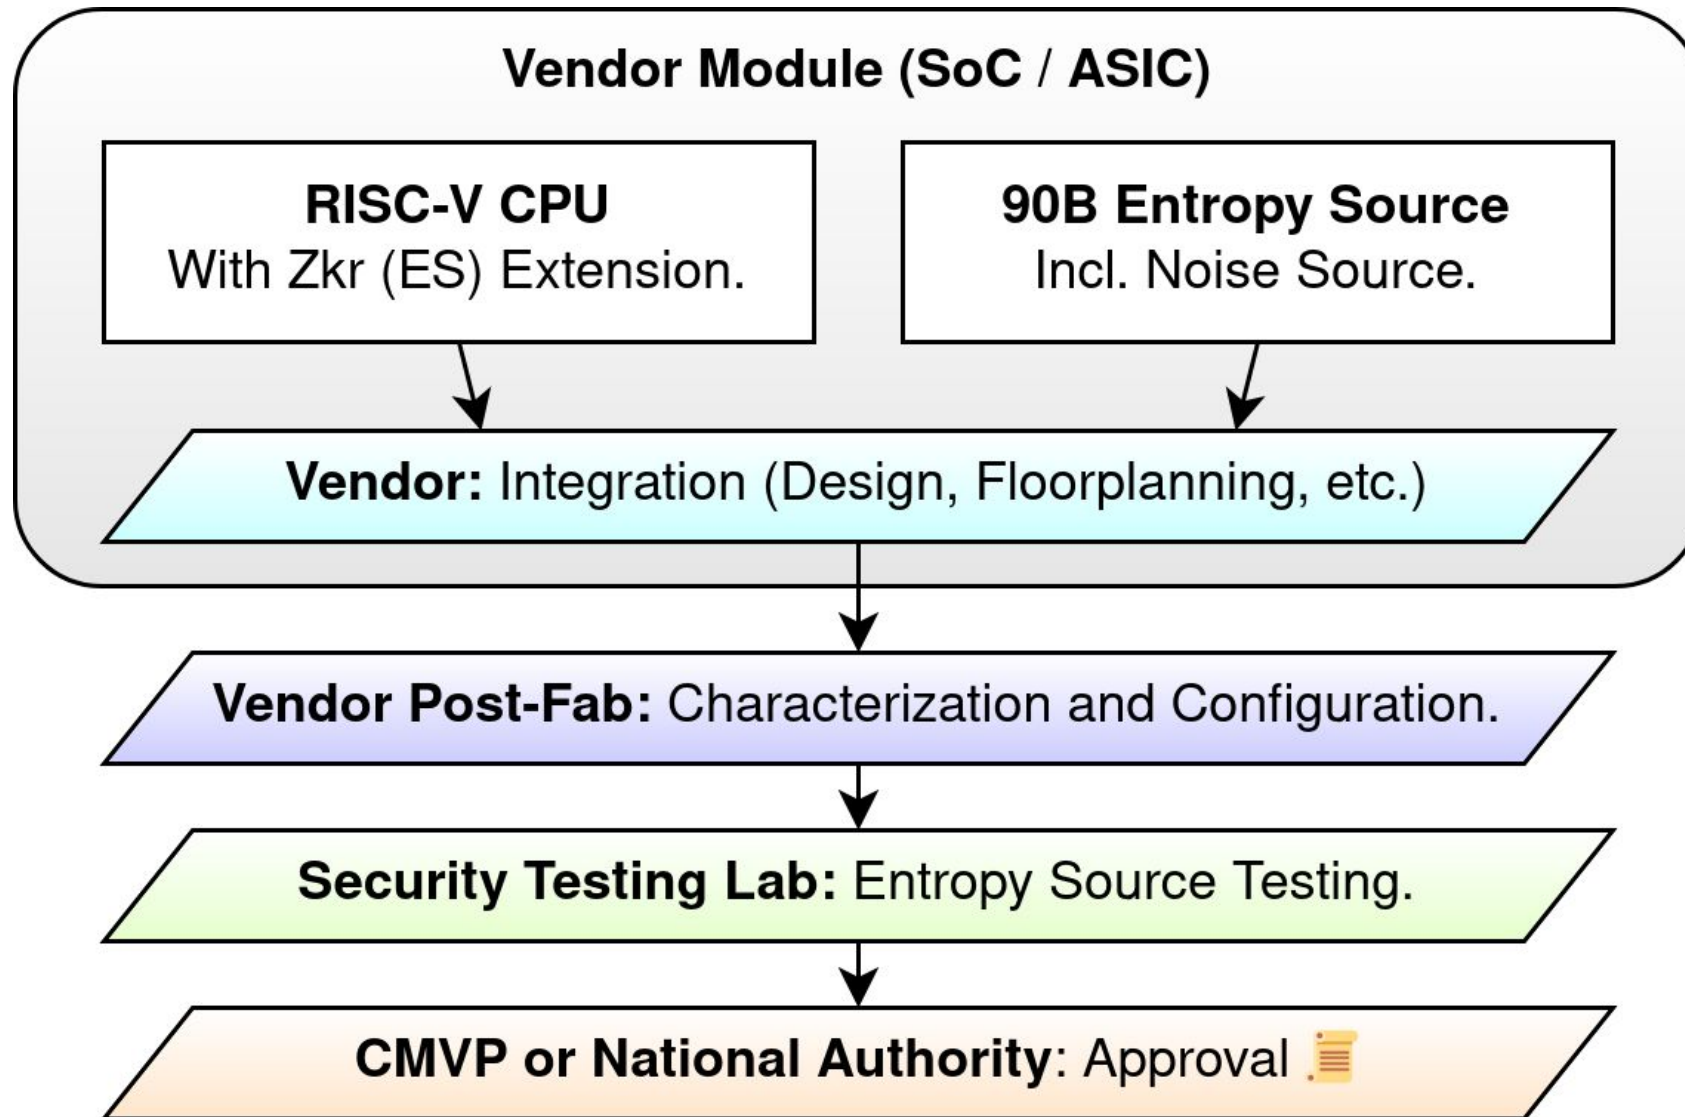 Vendor Module (SoC / ASIC)
RISC-V CPU
With Zkr (ES) Extension.
90B Entropy Source
Incl. Noise Source.
Vendor: Integration (Design, Floorplanning, etc.)
Vendor Post-Fab: Characterization and Configuration.
Security Testing Lab: Entropy Source Testing.
CMVP or National Authority: Approval 📜